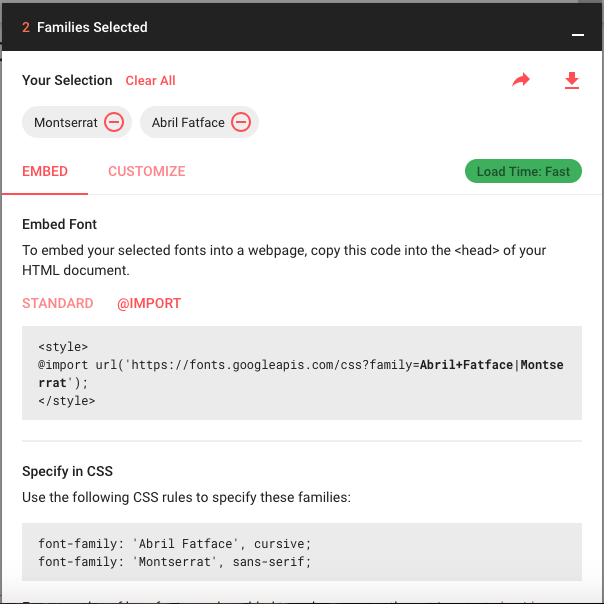 2 Families Selected
Your Selection Clear All
Montserrat Abril Fatface
EMBED CUSTOMIZE Load Time: Fast
Embed Font
To embed your selected fonts into a webpage, copy this code into the <head> of your
HTML document.
STANDARD @IMPORT
<style>
@import url('https://fonts.googleapis.com/css?family=Abril+Fatface|Montse
rrat');
</style>
Specify in CSS
Use the following CSS rules to specify these families:
font-family: 'Abril Fatface', cursive;
font-family: 'Montserrat', sans-serif;